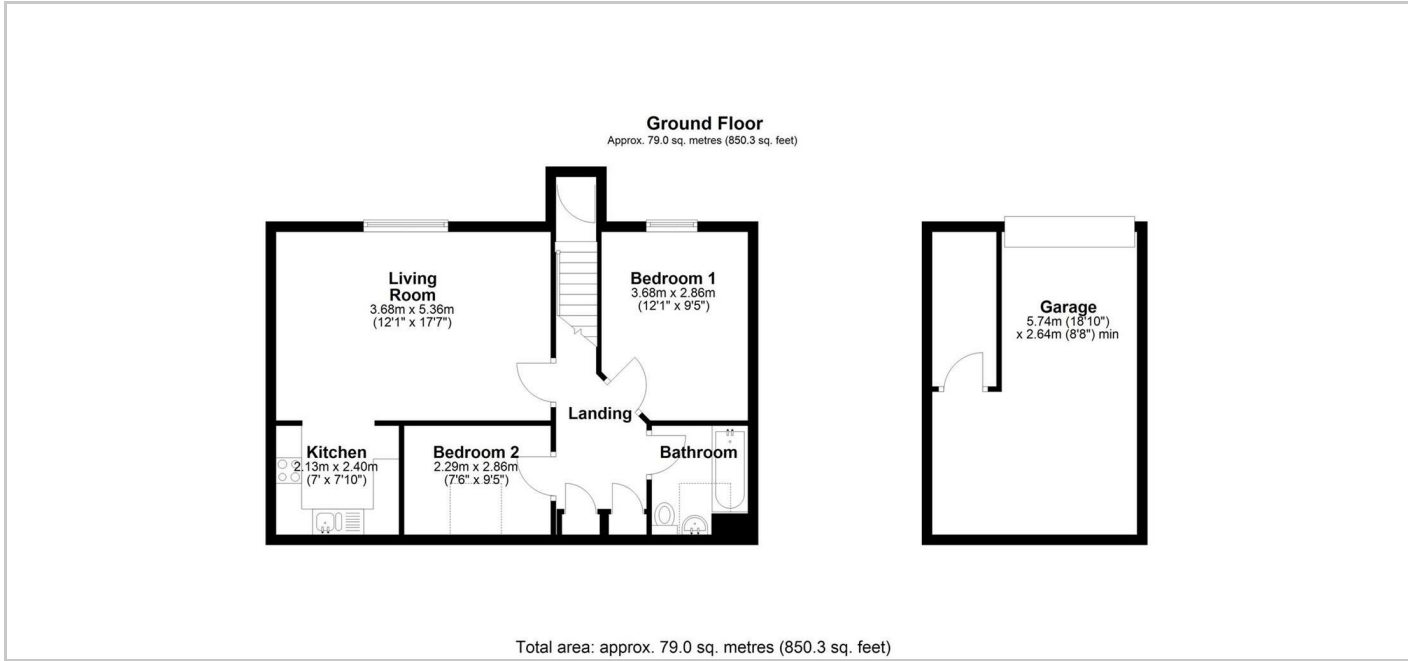 Ground Floor
Approx. 79.0 sq. metres (850.3 sq. feet)
Living
Room
3.68m x 5.36m
(12'1" x 17'7")
Bedroom 1
3.68m x 2.86m
(12'1" x 9'5")
Garage
5.74m (18'10")
x 2.64m (8'8") min
Landing
Kitchen
2.13m x 2.40m
(7' x 7'10")
Bedroom 2
2.29m x 2.86m
(7'6" x 9'5")
Bathroom
Total area: approx. 79.0 sq. metres (850.3 sq. feet)